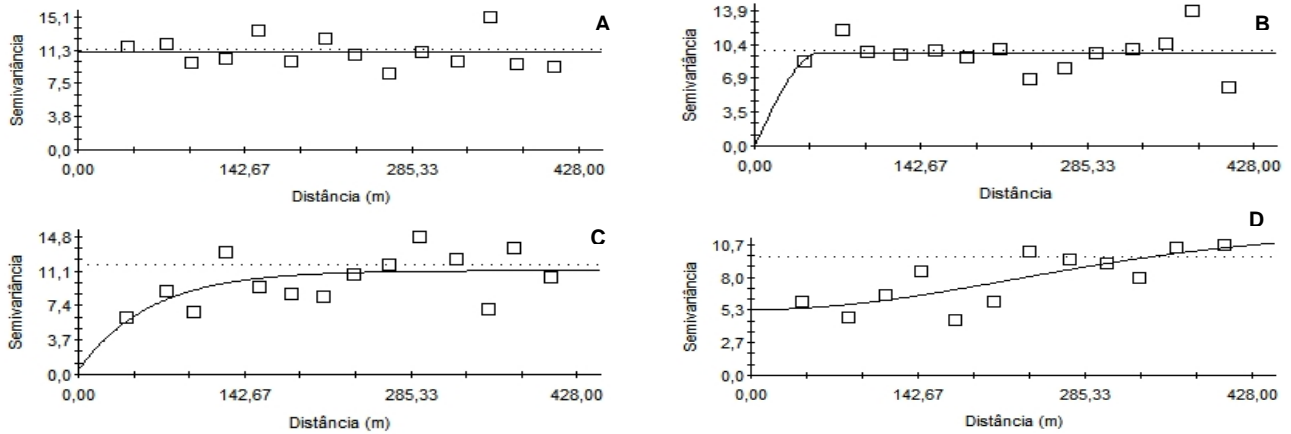 A
Semivariância
15,1
11,3
7,5
3,8
0,0
0,00 142,67 285,33 428,00
Distância (m)
B
Semivariância
13,9
10,4
6,9
3,5
0,0
0,00 142,67 285,33 428,00
Distância
C
Semivariância
14,8
11,1
7,4
3,7
0,0
0,00 142,67 285,33 428,00
Distância (m)
D
Semivariância
10,7
8,0
5,3
2,7
0,0
0,00 142,67 285,33 428,00
Distância (m)